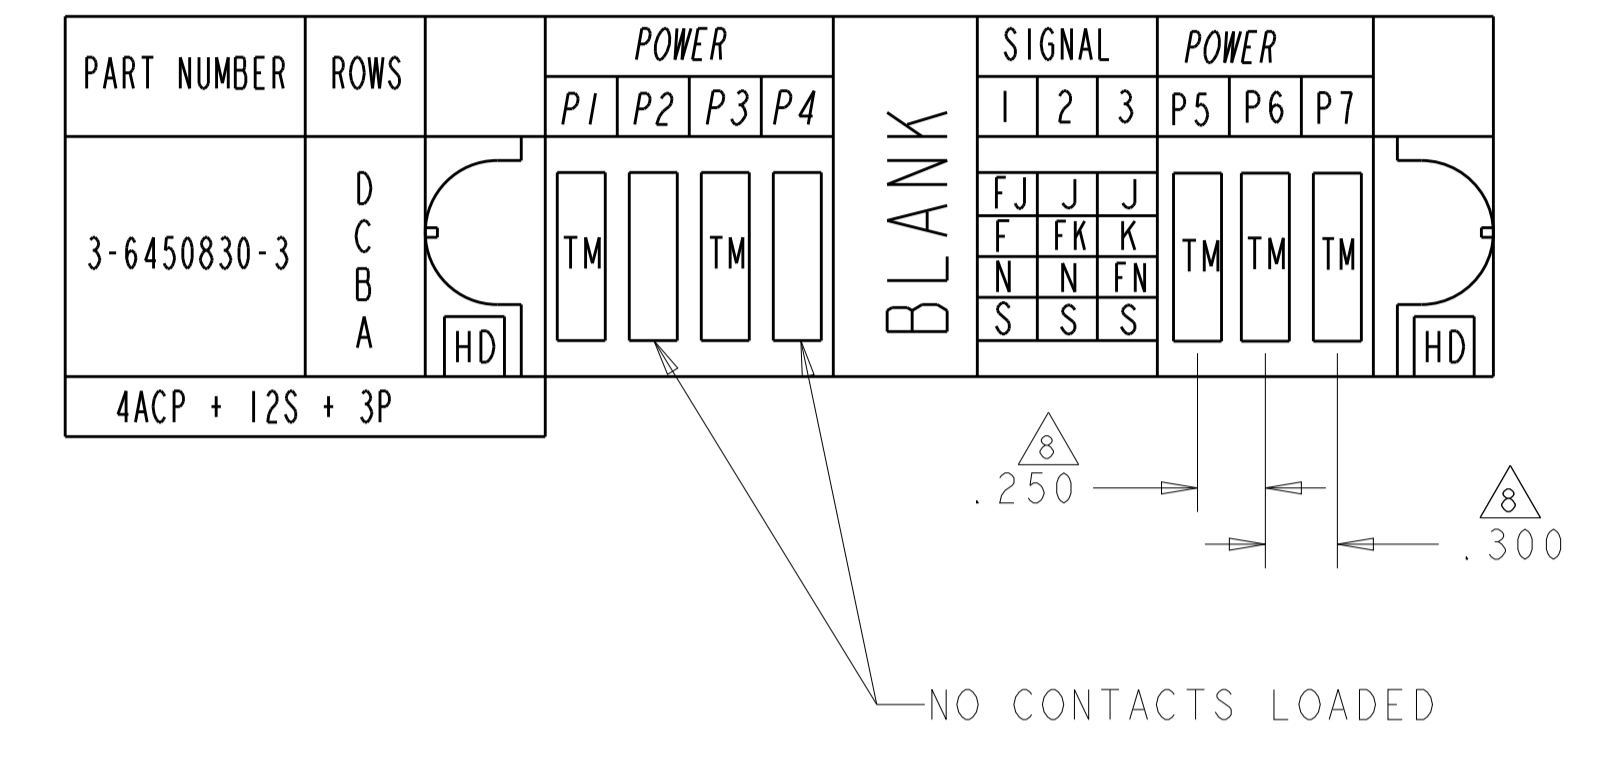 PART NUMBER ROWS POWER BLANK SIGNAL POWER
P1 P2 P3 P4 1 2 3 P5 P6 P7
3-6450830-3
D
C
B
A
HD
TM TM
FJ J J
F FK K
N N FN
S S S
TM TM TM
HD
4ACP + 12S + 3P
8
.250
8
.300
NO CONTACTS LOADED